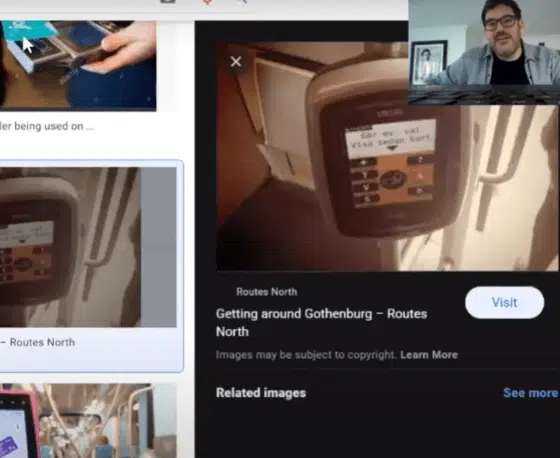 ler being used on ...
Gör ev. val
Visa sedan kort
– Routes North
Routes North
Visit
Getting around Gothenburg – Routes
North
Images may be subject to copyright. Learn More
Related images
See more